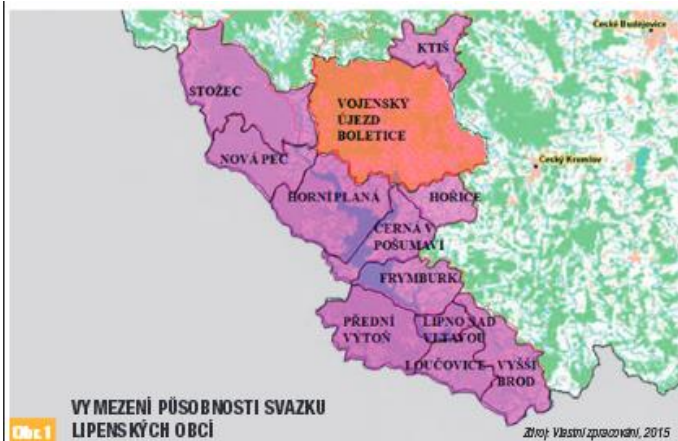 České Budějovice
KTIŠ
STOŽEC
VOJENSKÝ
ÚJEZD
BOLETICE
NOVÁ PEC
Český Krumlov
HORNÍ PLANÁ
HOŘICE
ČERNÁ V
POŠUMAVÍ
FRYMBURK
PŘEDNÍ
VÝTOŇ
LIPNO NAD
VLTAVOU
LOUČOVICE
VYŠŠÍ
BROD
Obr. 1
VYMEZENÍ PŮSOBNOSTI SVAZKU
LIPENSKÝCH OBCÍ
Zdroj: Vlastní zpracování, 2015